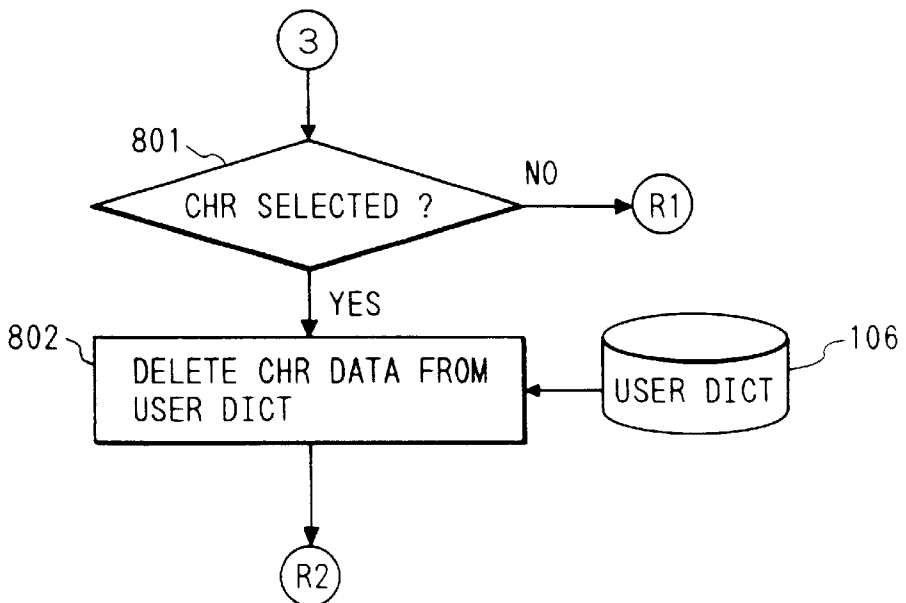 3
801
CHR SELECTED ?
NO
R1
YES
802
DELETE CHR DATA FROM
USER DICT
USER DICT
106
R2